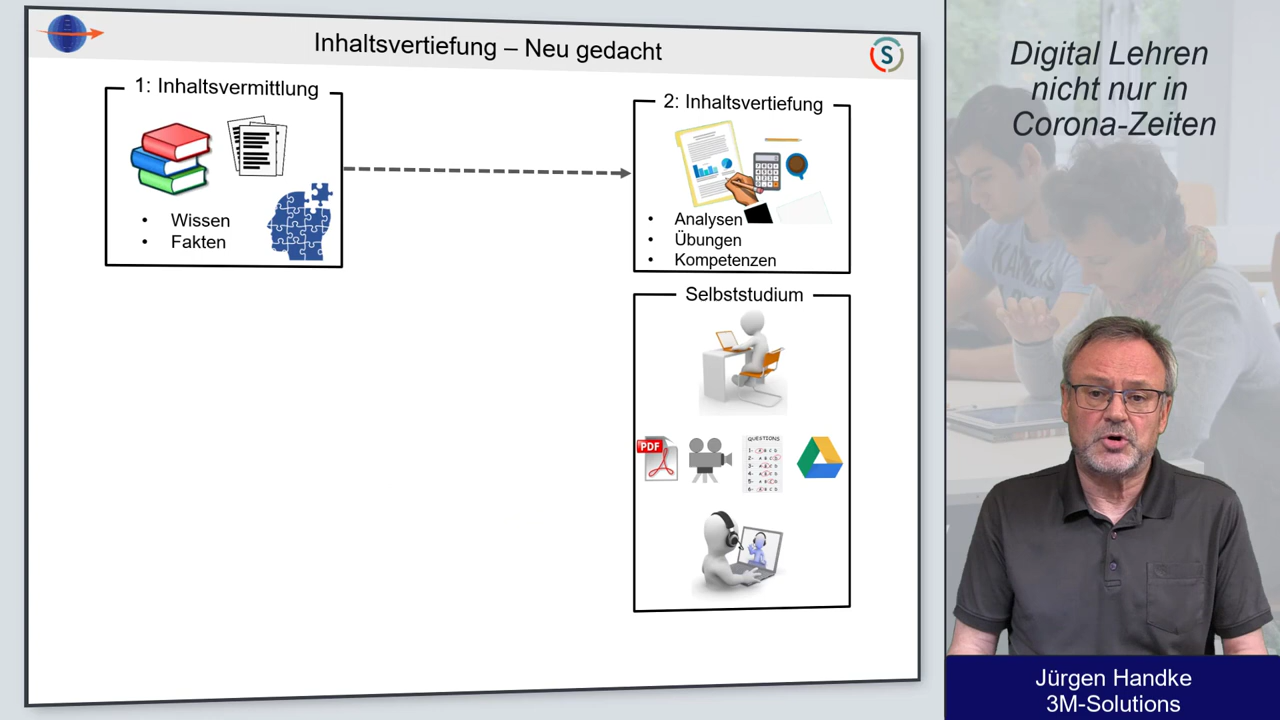 Inhaltsvertiefung – Neu gedacht
S
1: Inhaltsvermittlung
• Wissen
• Fakten
2: Inhaltsvertiefung
• Analysen
• Übungen
• Kompetenzen
Selbststudium
PDF
QUESTIONS
Digital Lehren
nicht nur in
Corona-Zeiten
Jürgen Handke
3M-Solutions